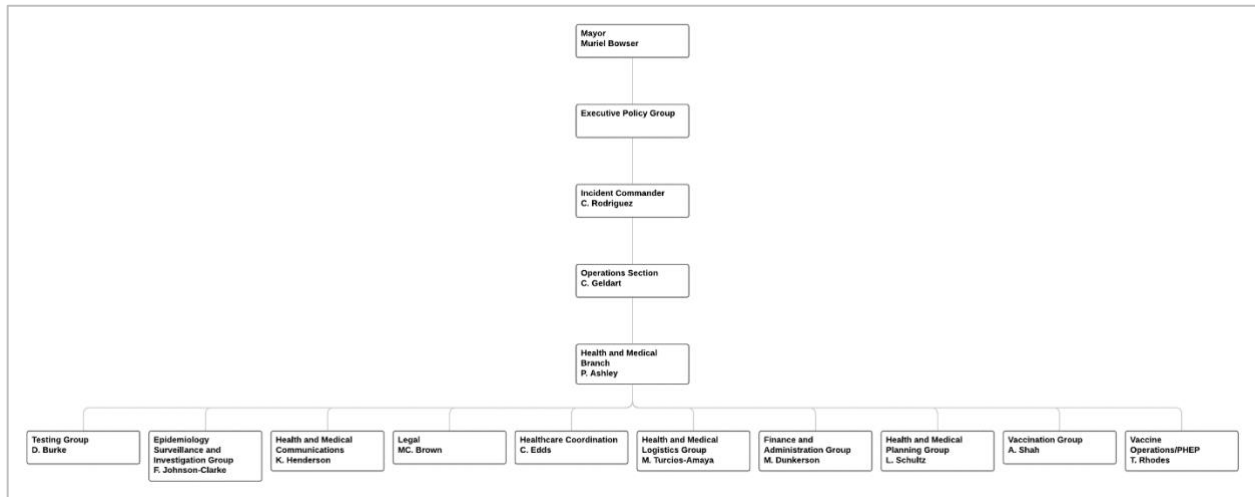 Mayor
Muriel Bowser
Executive Policy Group
Incident Commander
C. Rodriguez
Operations Section
C. Geldart
Health and Medical
Branch
P. Ashley
Testing Group
D. Burke
Epidemiology
Surveillance and
Investigation Group
F. Johnson-Clarke
Health and Medical
Communications
K. Henderson
Legal
MC. Brown
Healthcare Coordination
C. Edds
Health and Medical
Logistics Group
M. Turcios-Amaya
Finance and
Administration Group
M. Dunkerson
Health and Medical
Planning Group
L. Schultz
Vaccination Group
A. Shah
Vaccine
Operations/PHEP
T. Rhodes